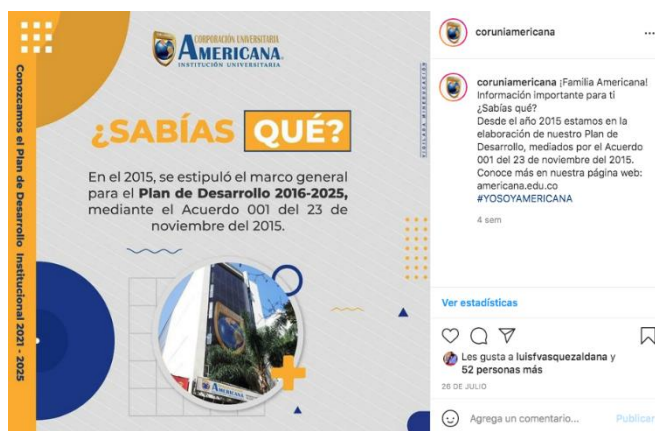 Conozcamos el Plan de Desarrollo Institucional 2021 - 2025
CORPORACIÓN UNIVERSITARIA
AMERICANA
INSTITUCIÓN UNIVERSITARIA
VIGILADA MINEDUCACIÓN
¿SABÍAS QUÉ?
En el 2015, se estipuló el marco general
para el Plan de Desarrollo 2016-2025,
mediante el Acuerdo 001 del 23 de
noviembre del 2015.
AMERICANA
coruniamericana
...
coruniamericana ¡Familia Americana!
Información importante para ti
¿Sabías qué?
Desde el año 2015 estamos en la
elaboración de nuestro Plan de
Desarrollo, mediados por el Acuerdo
001 del 23 de noviembre del 2015.
Conoce más en nuestra página web:
americana.edu.co
#YOSOYAMERICANA
4 sem
Ver estadísticas
Les gusta a luisfvasquezaldana y
52 personas más
26 DE JULIO
Agrega un comentario...
Publicar